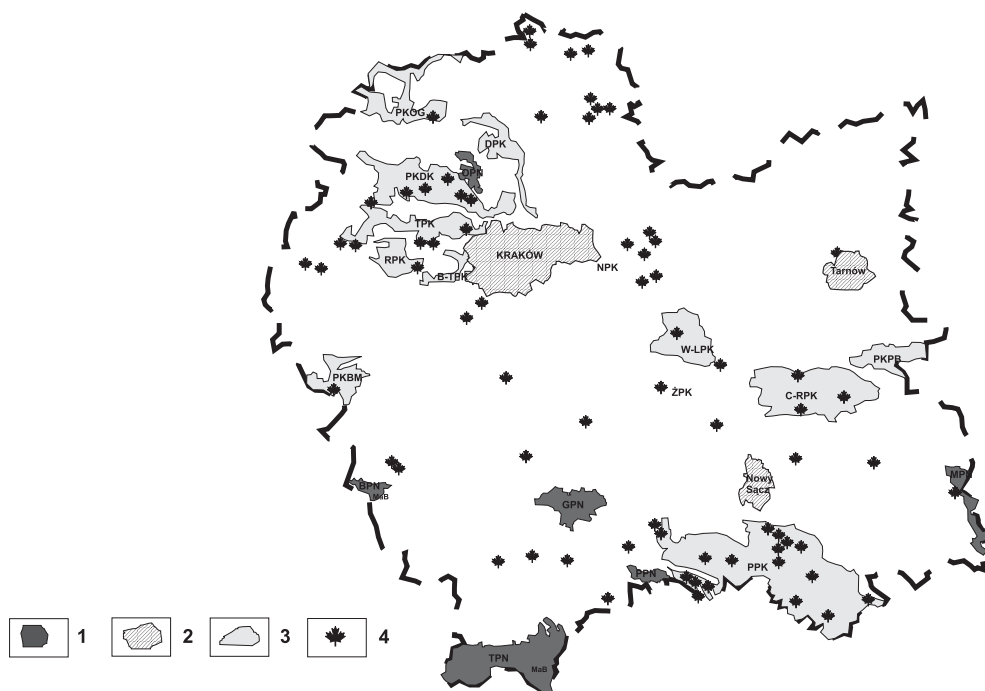 PKOG
DPK
OPN
PKDK
TPK
KRAKÓW
RPK
NPK
B-TPK
Tarnów
W-LPK
PKPB
PKBM
ŻPK
C-RPK
MPN
Nowy
Sącz
BPN
MaB
GPN
PPK
PPN
TPN
MaB
1
2
3
4